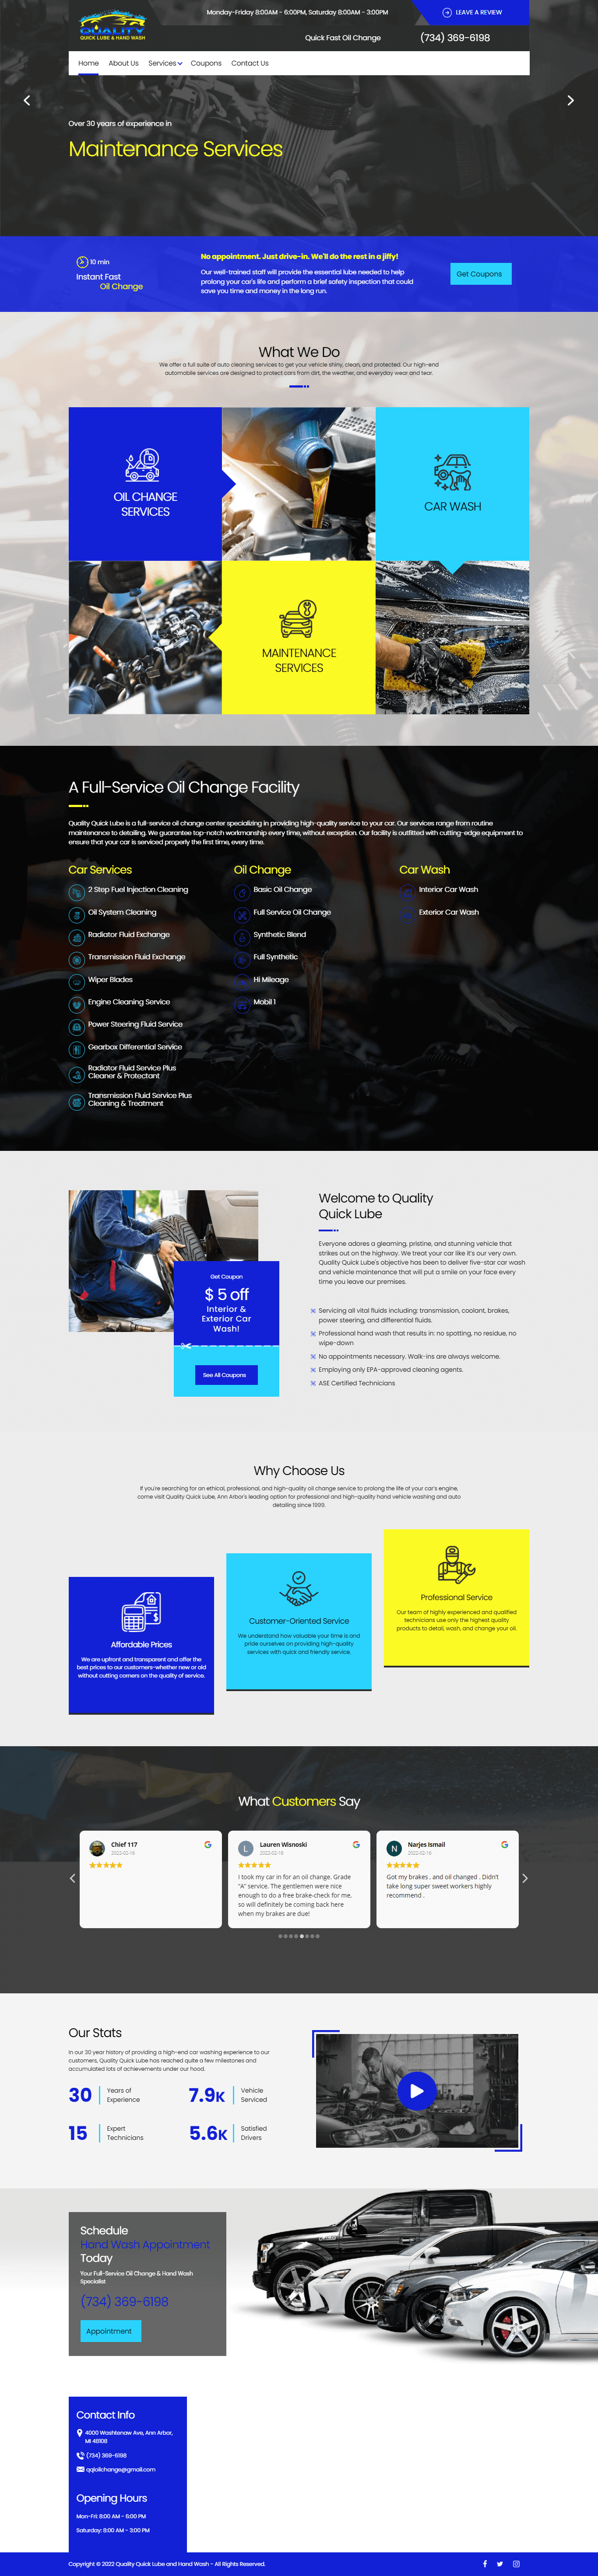 QUALITY
QUICK LUBE & HAND WASH
Monday-Friday 8:00AM - 6:00PM, Saturday 8:00AM - 3:00PM
LEAVE A REVIEW
Quick Fast Oil Change
(734) 369-6198
Home About Us Services Coupons Contact Us
Over 30 years of experience in
Maintenance Services
10 min
Instant Fast
Oil Change
No appointment. Just drive-in. We'll do the rest in a jiffy!
Our well-trained staff will provide the essential lube needed to help
prolong your car's life and perform a brief safety inspection that could
save you time and money in the long run.
Get Coupons
What We Do
We offer a full suite of auto cleaning services to get your vehicle shiny, clean, and protected. Our high-end
automobile services are designed to protect cars from dirt, the weather, and everyday wear and tear.
OIL CHANGE
SERVICES
CAR WASH
MAINTENANCE
SERVICES
A Full-Service Oil Change Facility
Quality Quick Lube is a full-service oil change center specializing in providing high-quality service to your car. Our services range from routine
maintenance to detailing. We guarantee top-notch workmanship every time, without exception. Our facility is outfitted with cutting-edge equipment to
ensure that your car is serviced properly the first time, every time.
Car Services
2 Step Fuel Injection Cleaning
Oil System Cleaning
Radiator Fluid Exchange
Transmission Fluid Exchange
Wiper Blades
Engine Cleaning Service
Power Steering Fluid Service
Gearbox Differential Service
Radiator Fluid Service Plus
Cleaner & Protectant
Transmission Fluid Service Plus
Cleaning & Treatment
Oil Change
Basic Oil Change
Full Service Oil Change
Synthetic Blend
Full Synthetic
Hi Mileage
Mobil 1
Car Wash
Interior Car Wash
Exterior Car Wash
Get Coupon
$ 5 off
Interior &
Exterior Car
Wash!
See All Coupons
Welcome to Quality
Quick Lube
Everyone adores a gleaming, pristine, and stunning vehicle that
strikes out on the highway. We treat your car like it's our very own.
Quality Quick Lube's objective has been to deliver five-star car wash
and vehicle maintenance that will put a smile on your face every
time you leave our premises.
Servicing all vital fluids including: transmission, coolant, brakes,
power steering, and differential fluids.
Professional hand wash that results in: no spotting, no residue, no
wipe-down
No appointments necessary. Walk-ins are always welcome.
Employing only EPA-approved cleaning agents.
ASE Certified Technicians
Why Choose Us
If you're searching for an ethical, professional, and high-quality oil change service to prolong the life of your car's engine,
come visit Quality Quick Lube, Ann Arbor's leading option for professional and high-quality hand vehicle washing and auto
detailing since 1999.
Affordable Prices
We are upfront and transparent and offer the
best prices to our customers-whether new or old
without cutting corners on the quality of service.
Customer-Oriented Service
We understand how valuable your time is and
pride ourselves on providing high-quality
services with quick and friendly service.
Professional Service
Our team of highly experienced and qualified
technicians use only the highest quality
products to detail, wash, and change your oil.
What Customers Say
Chief 117
2022-02-16
L
Lauren Wisnoski
2022-02-16
I took my car in for an oil change. Grade
"A" service. The gentlemen were nice
enough to do a free brake-check for me,
so will definitely be coming back here
when my brakes are due!
N
Narjes Ismail
2022-02-16
Got my brakes , and oil changed . Didn't
take long super sweet workers highly
recommend .
Our Stats
In our 30 year history of providing a high-end car washing experience to our
customers, Quality Quick Lube has reached quite a few milestones and
accumulated lots of achievements under our hood.
30 Years of
Experience
7.9K Vehicle
Serviced
15 Expert
Technicians
5.6K Satisfied
Drivers
Schedule
Hand Wash Appointment
Today
Your Full-Service Oil Change & Hand Wash
Specialist
(734) 369-6198
Appointment
Contact Info
4000 Washtenaw Ave, Ann Arbor,
MI 48108
(734) 369-6198
qqloilchange@gmail.com
Opening Hours
Mon-Fri: 8:00 AM - 6:00 PM
Saturday: 8:00 AM - 3:00 PM
Copyright © 2022 Quality Quick Lube and Hand Wash - All Rights Reserved.